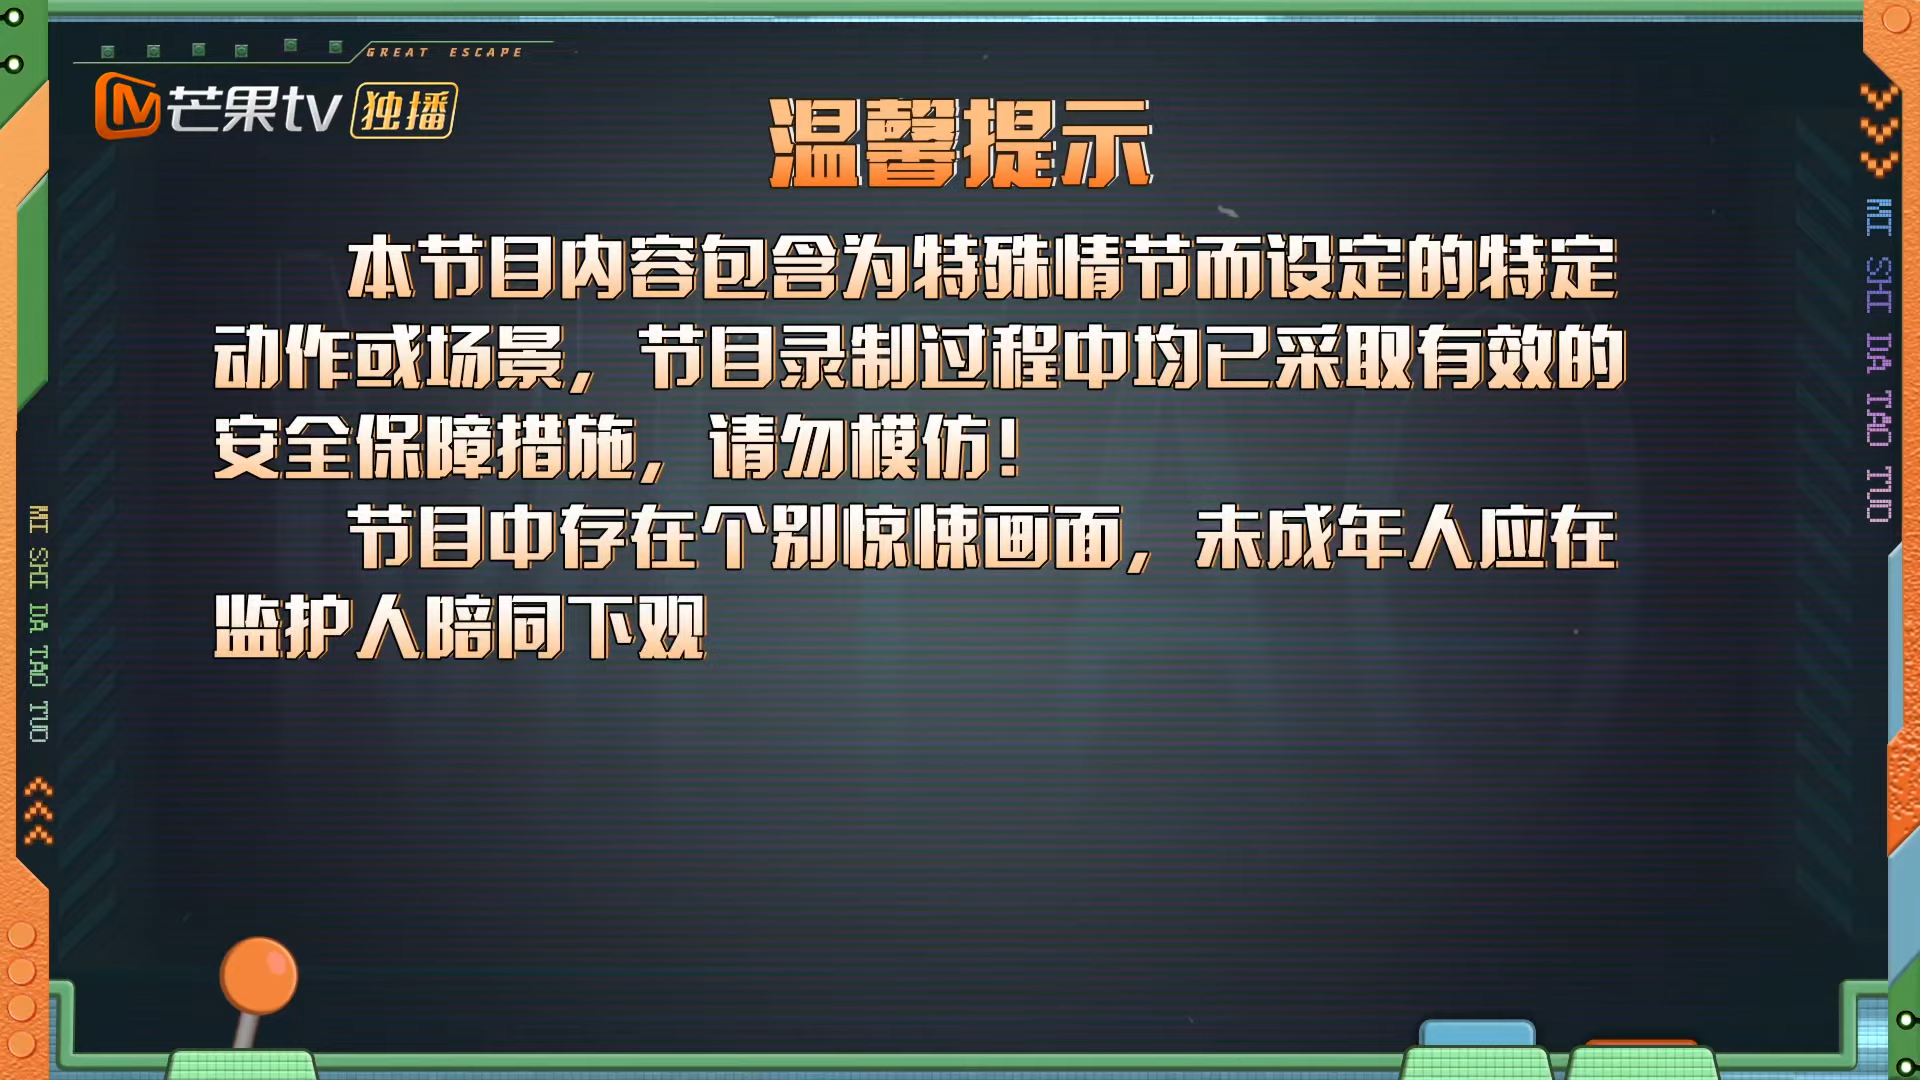 GREAT ESCAPE
芒果tv 独播
温馨提示
本节目内容包含为特殊情节而设定的特定
动作或场景，节目录制过程中均已采取有效的
安全保障措施，请勿模仿！
节目中存在个别惊悚画面，未成年人应在
监护人陪同下观
MI SHI DA TAO TUO
MI SHI DA TAO TUO